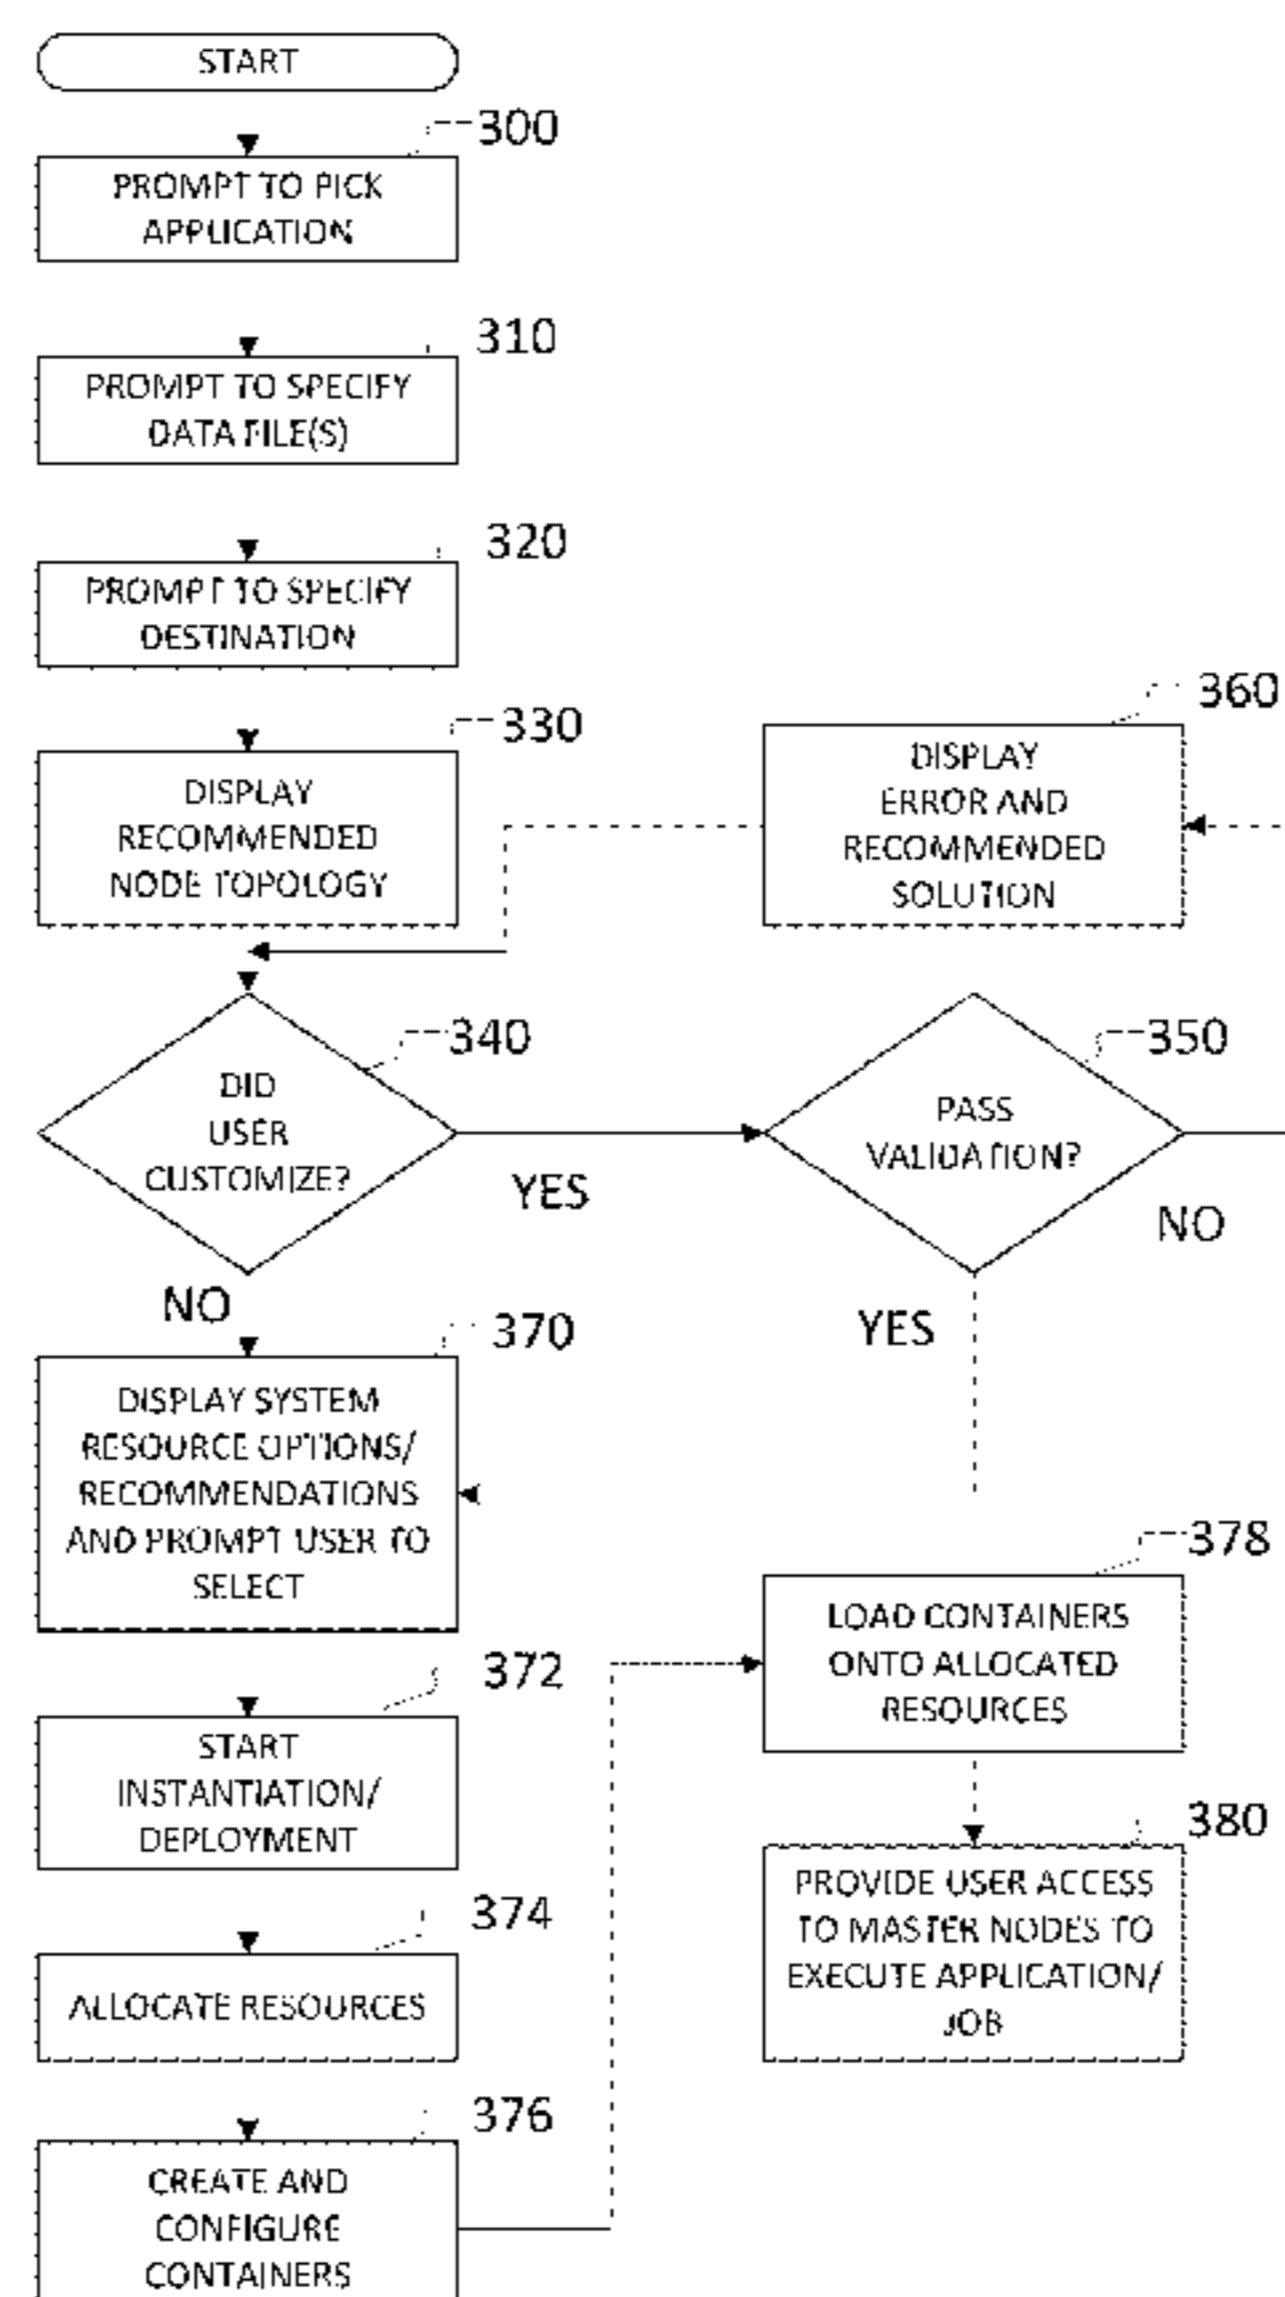 START
300
PROMPT TO PICK
APPLICATION
310
PROMPT TO SPECIFY
DATA FILE(S)
320
PROMPT TO SPECIFY
DESTINATION
330
DISPLAY
RECOMMENDED
NODE TOPOLOGY
360
DISPLAY
ERROR AND
RECOMMENDED
SOLUTION
340
DID
USER
CUSTOMIZE?
YES
NO
350
PASS
VALIDATION?
NO
YES
370
DISPLAY SYSTEM
RESOURCE OPTIONS/
RECOMMENDATIONS
AND PROMPT USER TO
SELECT
372
START
INSTANTIATION/
DEPLOYMENT
374
ALLOCATE RESOURCES
376
CREATE AND
CONFIGURE
CONTAINERS
378
LOAD CONTAINERS
ONTO ALLOCATED
RESOURCES
380
PROVIDE USER ACCESS
TO MASTER NODES TO
EXECUTE APPLICATION/
JOB